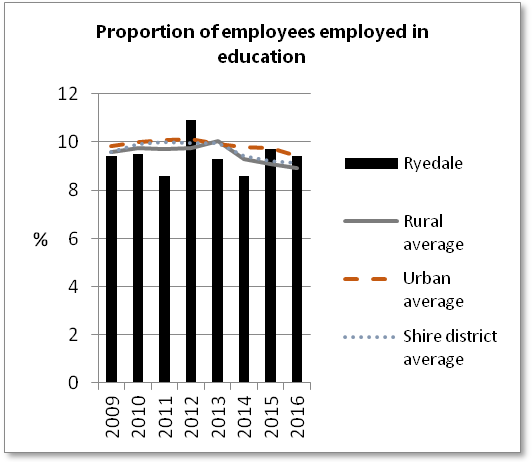 Proportion of employees employed in
education
12
10
8
6
4
2
0
%
2009
2010
2011
2012
2013
2014
2015
2016
Ryedale
Rural
average
Urban
average
Shire district
average